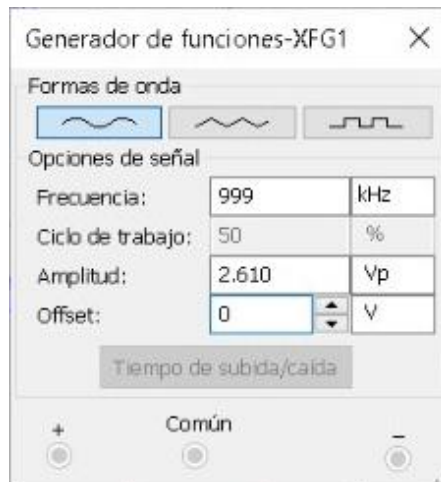 Generador de funciones-XFG1
Formas de onda
Opciones de señal
Frecuencia: 999 kHz
Ciclo de trabajo: 50 %
Amplitud: 2.610 Vp
Offset: 0 V
Tiempo de subida/caída
+ Común −